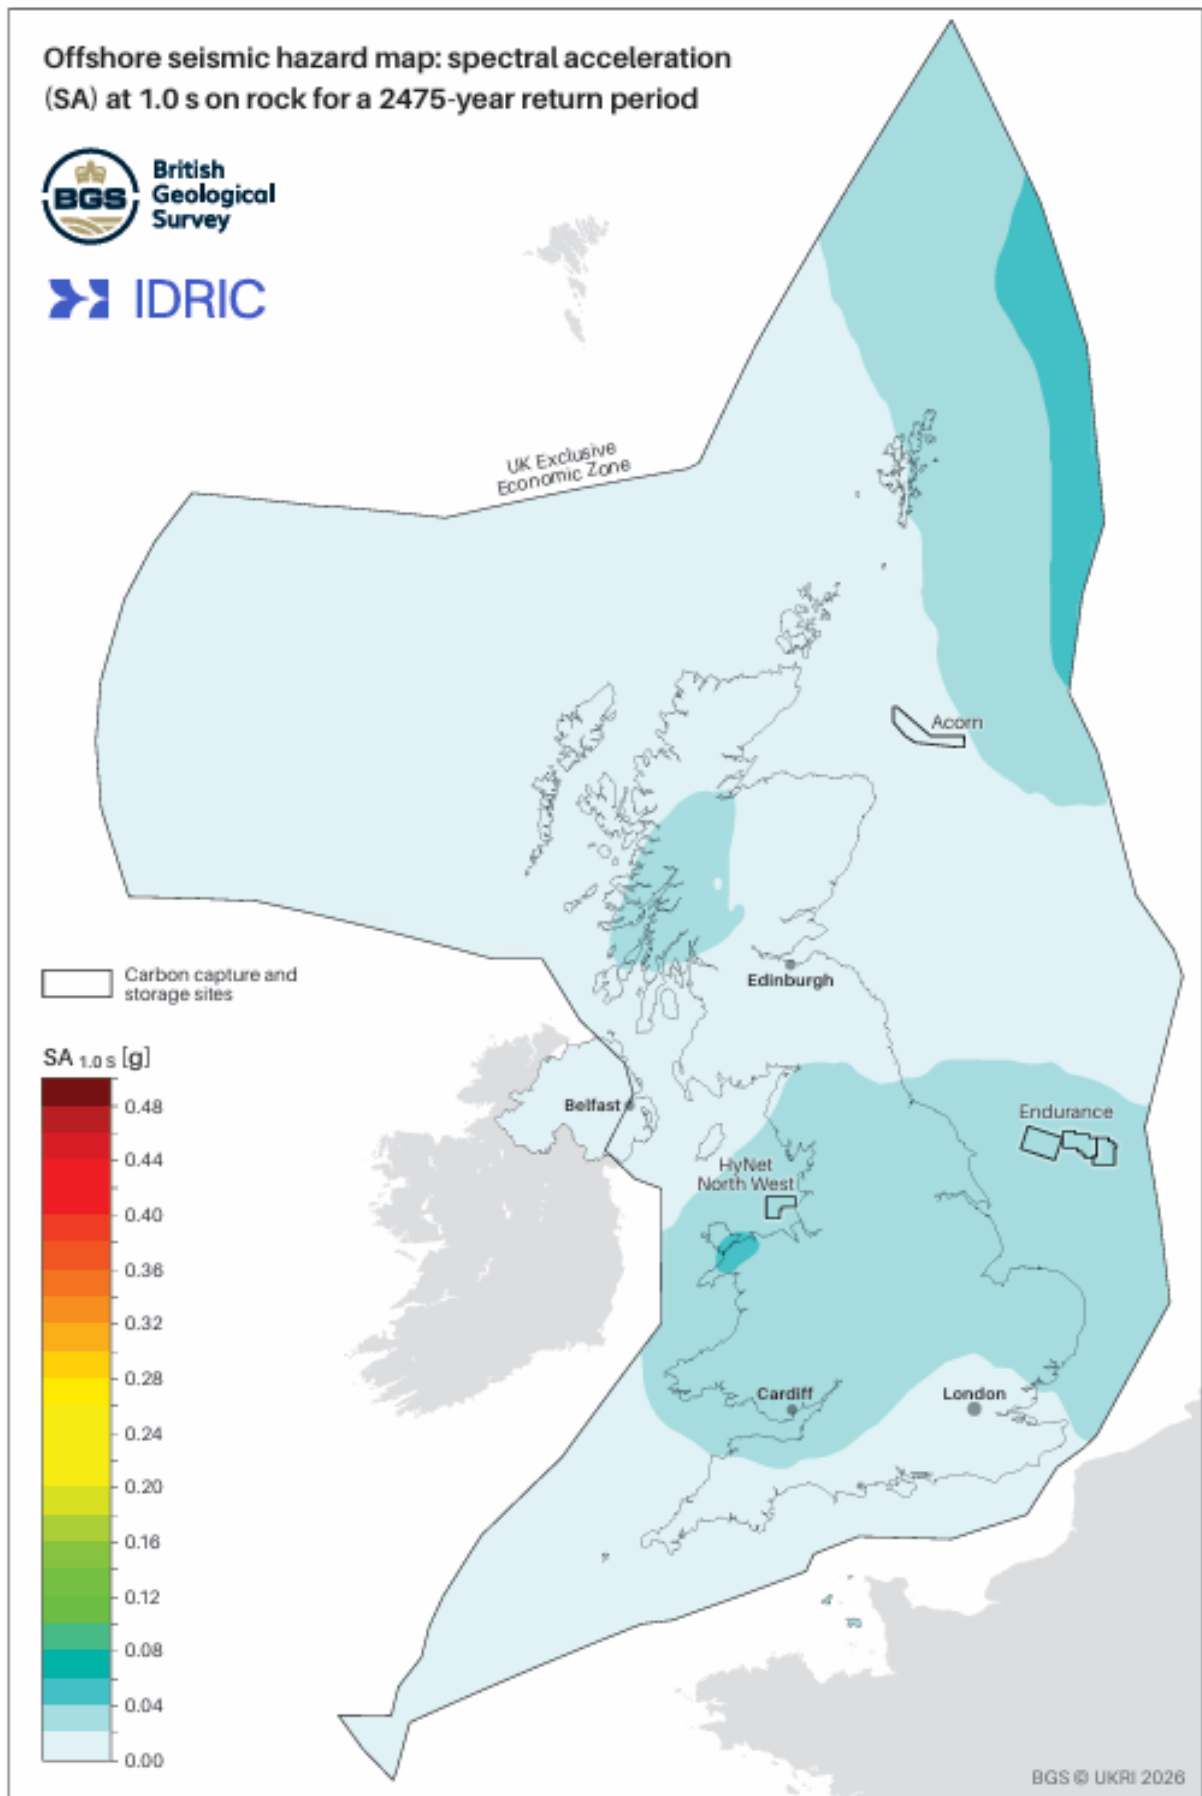 Offshore seismic hazard map: spectral acceleration
(SA) at 1.0 s on rock for a 2475-year return period
BGS
British
Geological
Survey
IDRIC
UK Exclusive
Economic Zone
Acorn
Carbon capture and
storage sites
Edinburgh
SA 1.0 s [g]
Belfast
Endurance
HyNet
North West
Cardiff
London
0.48
0.44
0.40
0.36
0.32
0.28
0.24
0.20
0.16
0.12
0.08
0.04
0.00
BGS © UKRI 2026